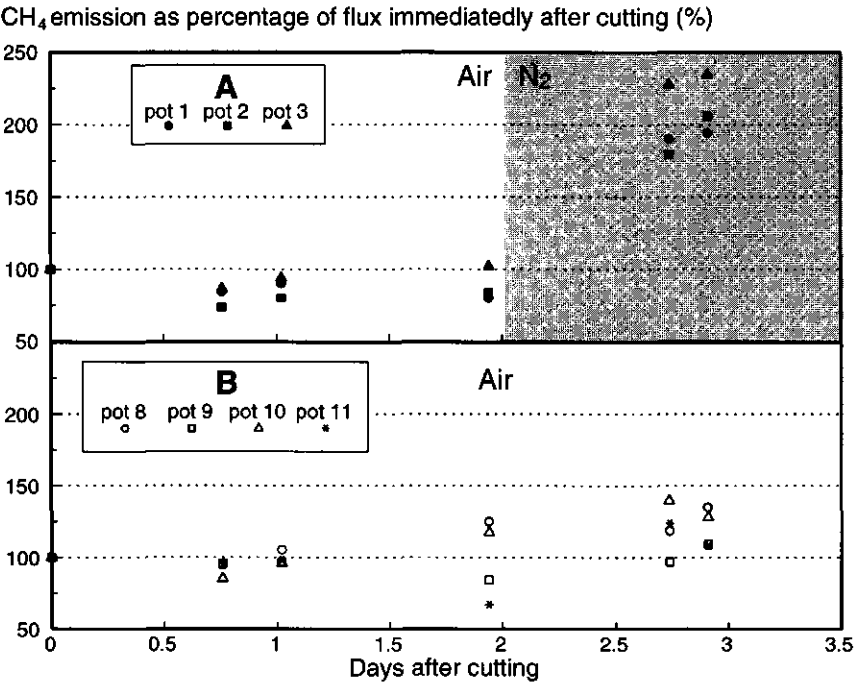 CH4 emission as percentage of flux immediatedly after cutting (%)
250
200
150
100
50
A
pot 1 pot 2 pot 3
Air N2
200
150
100
50
B
pot 8 pot 9 pot 10 pot 11
Air
0 0.5 1 1.5 2 2.5 3 3.5
Days after cutting